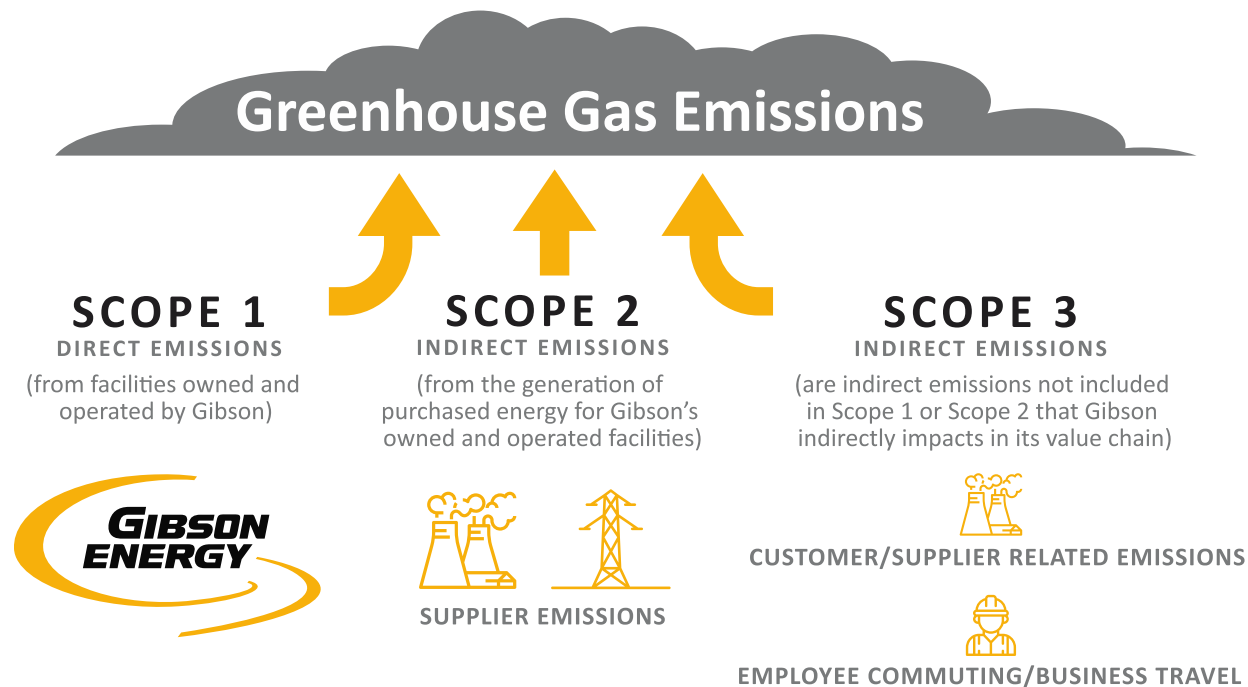 Greenhouse Gas Emissions
SCOPE 1
DIRECT EMISSIONS
(from facilities owned and
operated by Gibson)
GIBSON
ENERGY
SCOPE 2
INDIRECT EMISSIONS
(from the generation of
purchased energy for Gibson's
owned and operated facilities)
SUPPLIER EMISSIONS
SCOPE 3
INDIRECT EMISSIONS
(are indirect emissions not included
in Scope 1 or Scope 2 that Gibson
indirectly impacts in its value chain)
CUSTOMER/SUPPLIER RELATED EMISSIONS
EMPLOYEE COMMUTING/BUSINESS TRAVEL